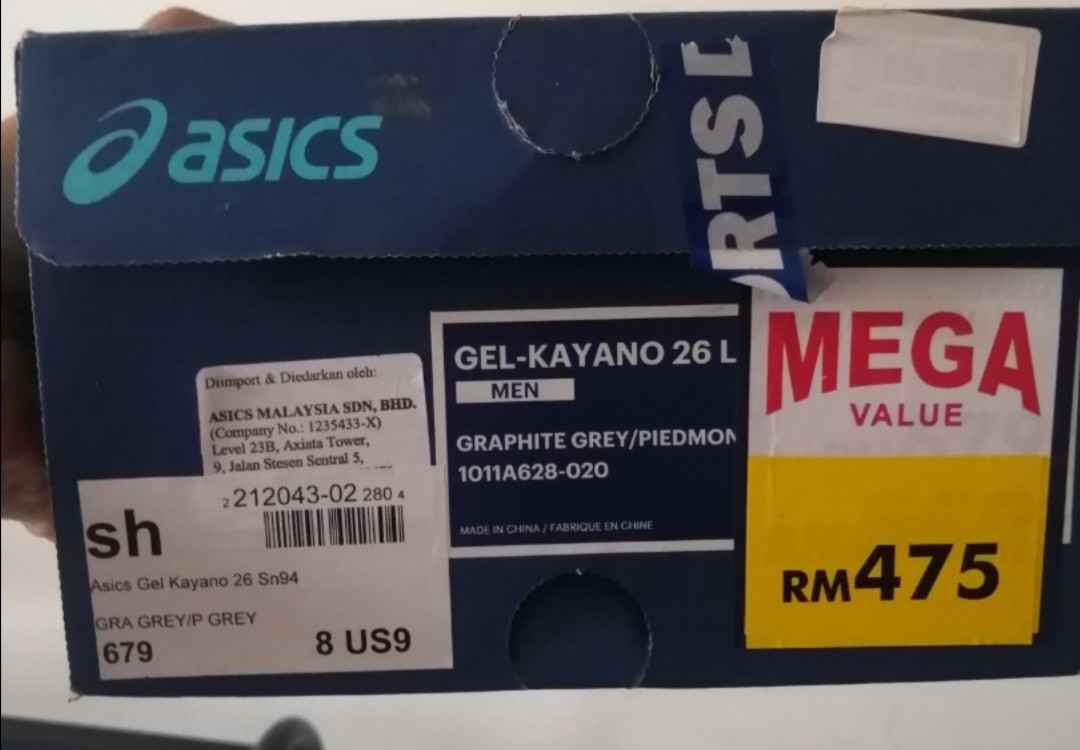 asics
RTS
GEL-KAYANO 26 L
MEN
GRAPHITE GREY/PIEDMON
1011A628-020
MADE IN CHINA / FABRIQUE EN CHINE
Diimport & Diedarkan oleh:
ASICS MALAYSIA SDN, BHD.
(Company No.: 1235433-X)
Level 23B, Axiata Tower,
9, Jalan Stesen Sentral 5,
2 212043-02 280 4
sh
Asics Gel Kayano 26 Sn94
GRA GREY/P GREY
679 8 US9
MEGA
VALUE
RM475